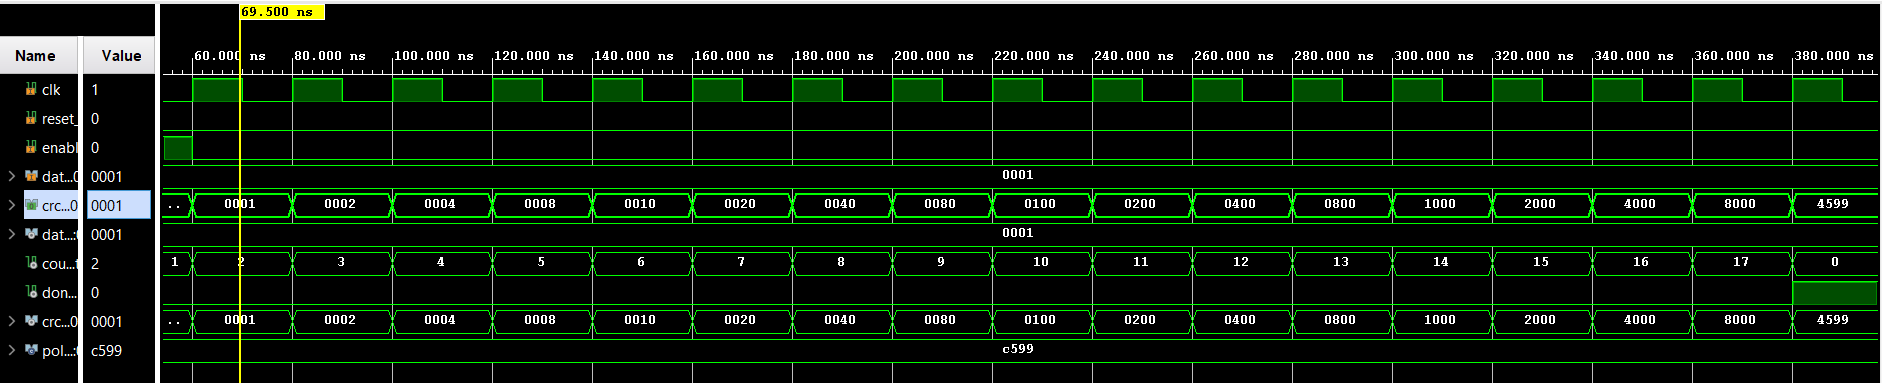 69.500 ns
Name Value
60.000 ns 80.000 ns 100.000 ns 120.000 ns 140.000 ns 160.000 ns 180.000 ns 200.000 ns 220.000 ns 240.000 ns 260.000 ns 280.000 ns 300.000 ns 320.000 ns 340.000 ns 360.000 ns 380.000 ns
clk 1
reset_ 0
enabl 0
dat...0 0001 0001
crc...0 0001 .. 0001 0002 0004 0008 0010 0020 0040 0080 0100 0200 0400 0800 1000 2000 4000 8000 4599
dat...:0 0001 0001
cou...t 2 1 2 3 4 5 6 7 8 9 10 11 12 13 14 15 16 17 0
don... 0
crc...0 0001 .. 0001 0002 0004 0008 0010 0020 0040 0080 0100 0200 0400 0800 1000 2000 4000 8000 4599
pol...:0 c599 c599